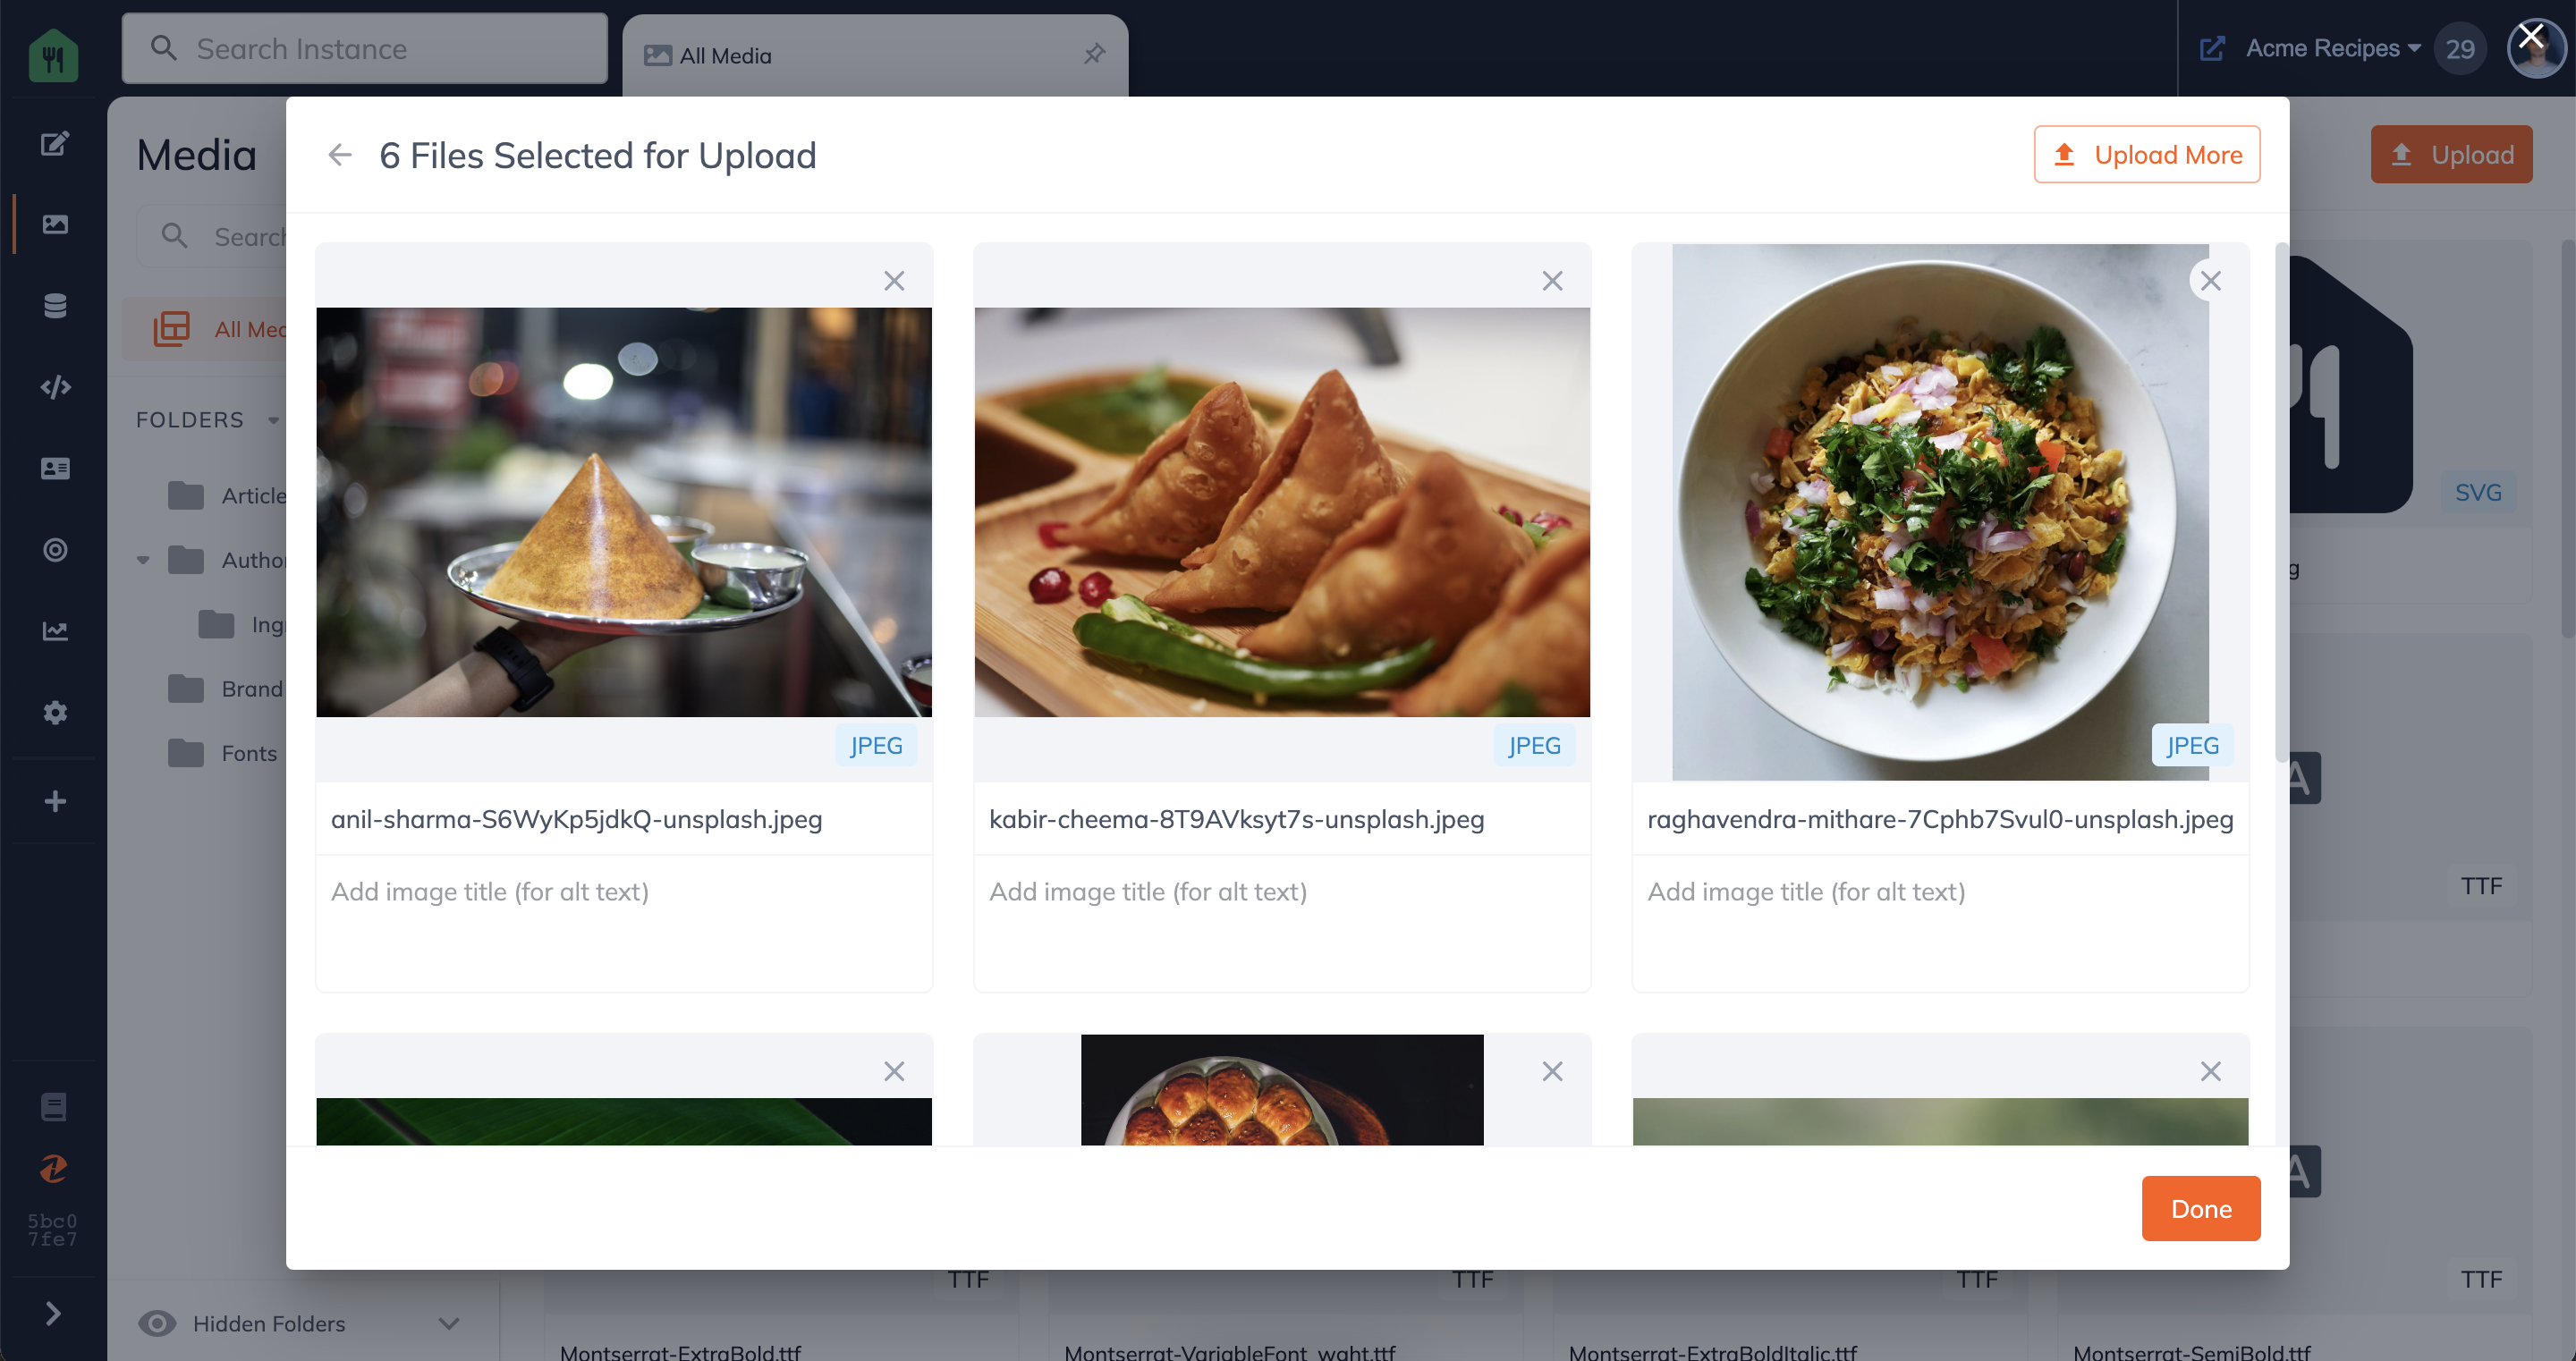 Search Instance
All Media
Acme Recipes
29
Media
6 Files Selected for Upload
Upload More
Upload
Search
All Med
FOLDERS
Article
Autho
Ing
Brand
Fonts
JPEG
JPEG
JPEG
SVG
g
anil-sharma-S6WyKp5jdkQ-unsplash.jpeg
kabir-cheema-8T9AVksyt7s-unsplash.jpeg
raghavendra-mithare-7Cphb7Svul0-unsplash.jpeg
Add image title (for alt text)
Add image title (for alt text)
Add image title (for alt text)
A
TTF
5bc0
7fe7
A
Done
TTF
TTF
TTF
TTF
Hidden Folders
Montserrat-ExtraBold.ttf
Montserrat-VariableFont_wght.ttf
Montserrat-ExtraBoldItalic.ttf
Montserrat-SemiBold.ttf